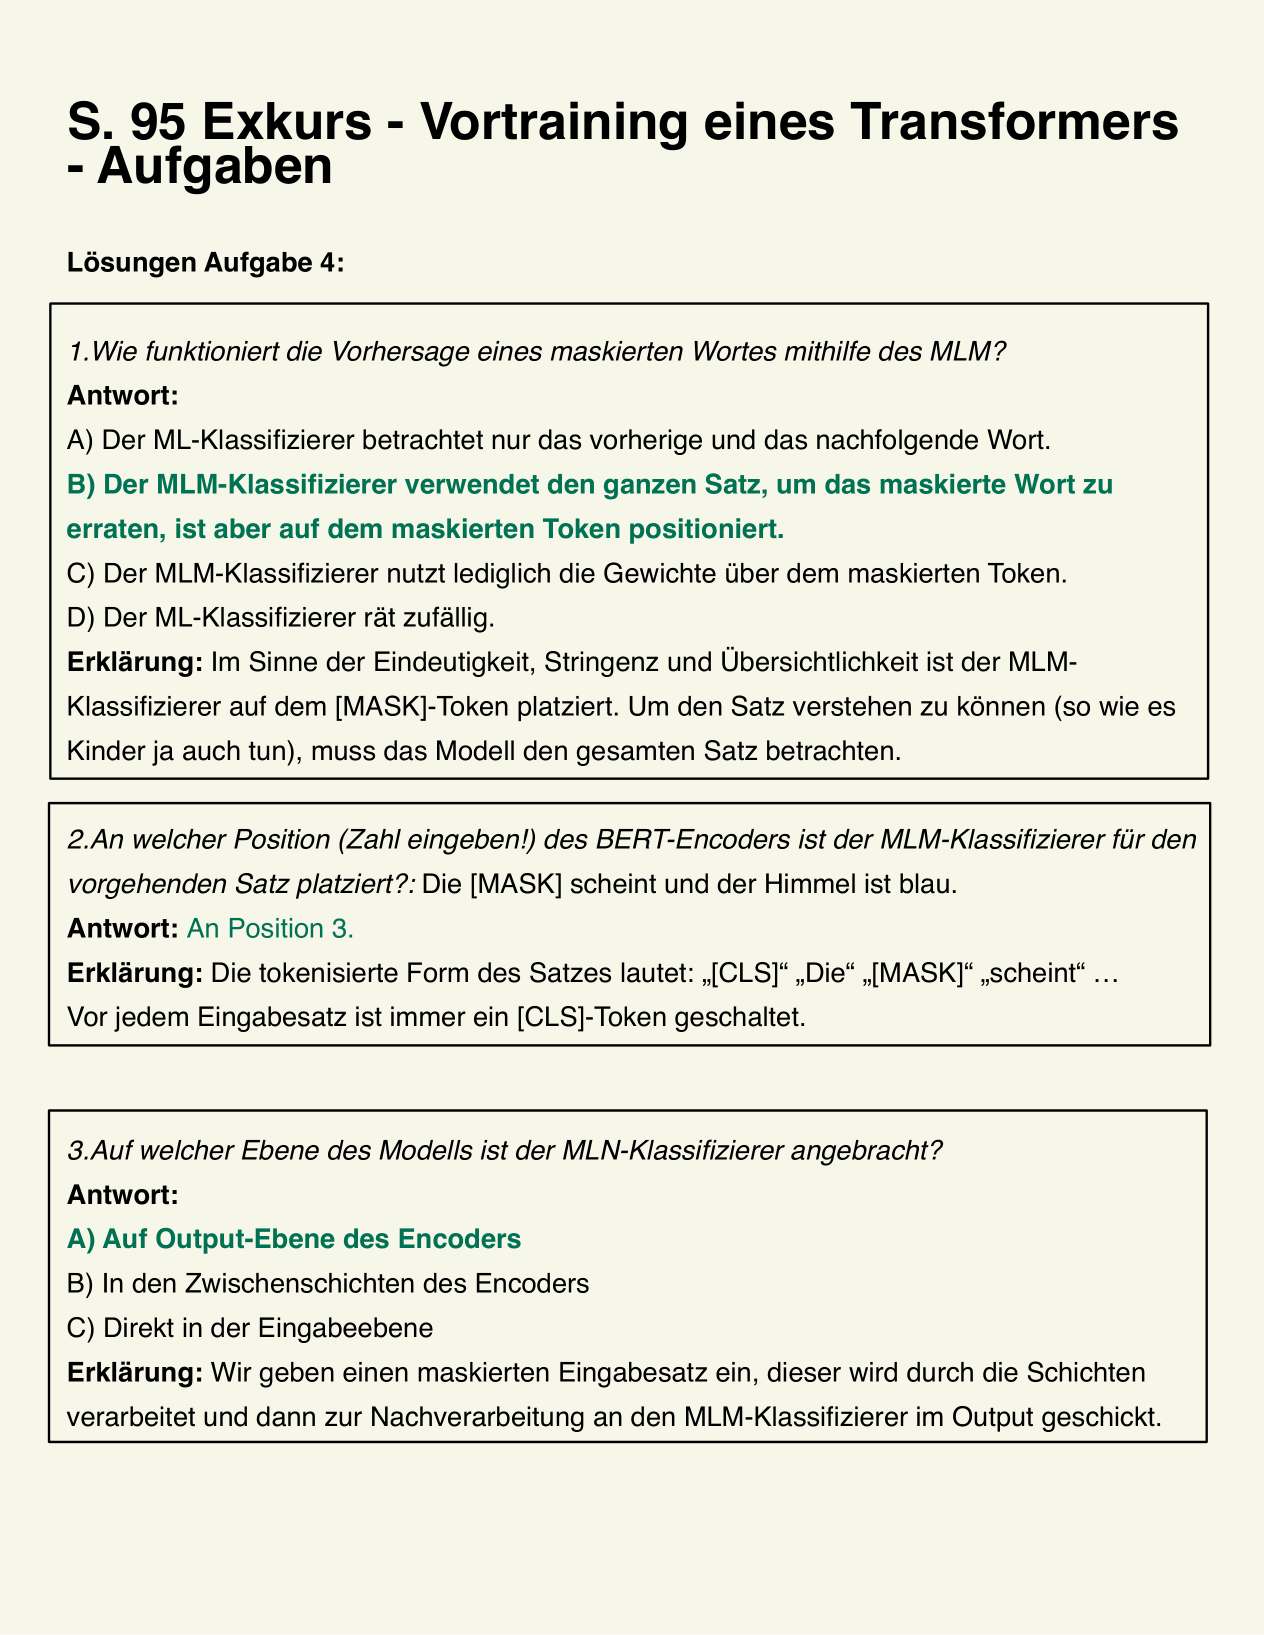 S. 95 Exkurs - Vortraining eines Transformers
- Aufgaben
Lösungen Aufgabe 4:
1.Wie funktioniert die Vorhersage eines maskierten Wortes mithilfe des MLM?
Antwort:
A) Der ML-Klassifizierer betrachtet nur das vorherige und das nachfolgende Wort.
B) Der MLM-Klassifizierer verwendet den ganzen Satz, um das maskierte Wort zu
erraten, ist aber auf dem maskierten Token positioniert.
C) Der MLM-Klassifizierer nutzt lediglich die Gewichte über dem maskierten Token.
D) Der ML-Klassifizierer rät zufällig.
Erklärung: Im Sinne der Eindeutigkeit, Stringenz und Übersichtlichkeit ist der MLM-
Klassifizierer auf dem [MASK]-Token platziert. Um den Satz verstehen zu können (so wie es
Kinder ja auch tun), muss das Modell den gesamten Satz betrachten.
2.An welcher Position (Zahl eingeben!) des BERT-Encoders ist der MLM-Klassifizierer für den
vorgehenden Satz platziert?: Die [MASK] scheint und der Himmel ist blau.
Antwort: An Position 3.
Erklärung: Die tokenisierte Form des Satzes lautet: „[CLS]“ „Die“ „[MASK]“ „scheint“ …
Vor jedem Eingabesatz ist immer ein [CLS]-Token geschaltet.
3.Auf welcher Ebene des Modells ist der MLN-Klassifizierer angebracht?
Antwort:
A) Auf Output-Ebene des Encoders
B) In den Zwischenschichten des Encoders
C) Direkt in der Eingabeebene
Erklärung: Wir geben einen maskierten Eingabesatz ein, dieser wird durch die Schichten
verarbeitet und dann zur Nachverarbeitung an den MLM-Klassifizierer im Output geschickt.